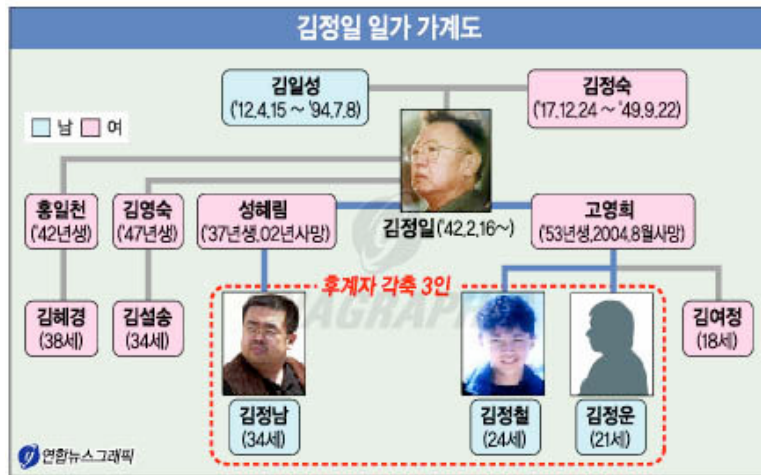 김정일 일가 가계도
김일성
('12.4.15 ~ '94.7.8)
김정숙
('17.12.24 ~ '49.9.22)
남 여
홍일천
('42년생)
김영숙
('47년생)
성혜림
('37년생,02년사망)
김정일('42,2,16~)
고영희
('53년생,2004,8월사망)
후계자 각축 3인
AGRAPH
김혜경
(38세)
김설송
(34세)
김여정
(18세)
김정남
(34세)
김정철
(24세)
김정운
(21세)
연합뉴스그래픽